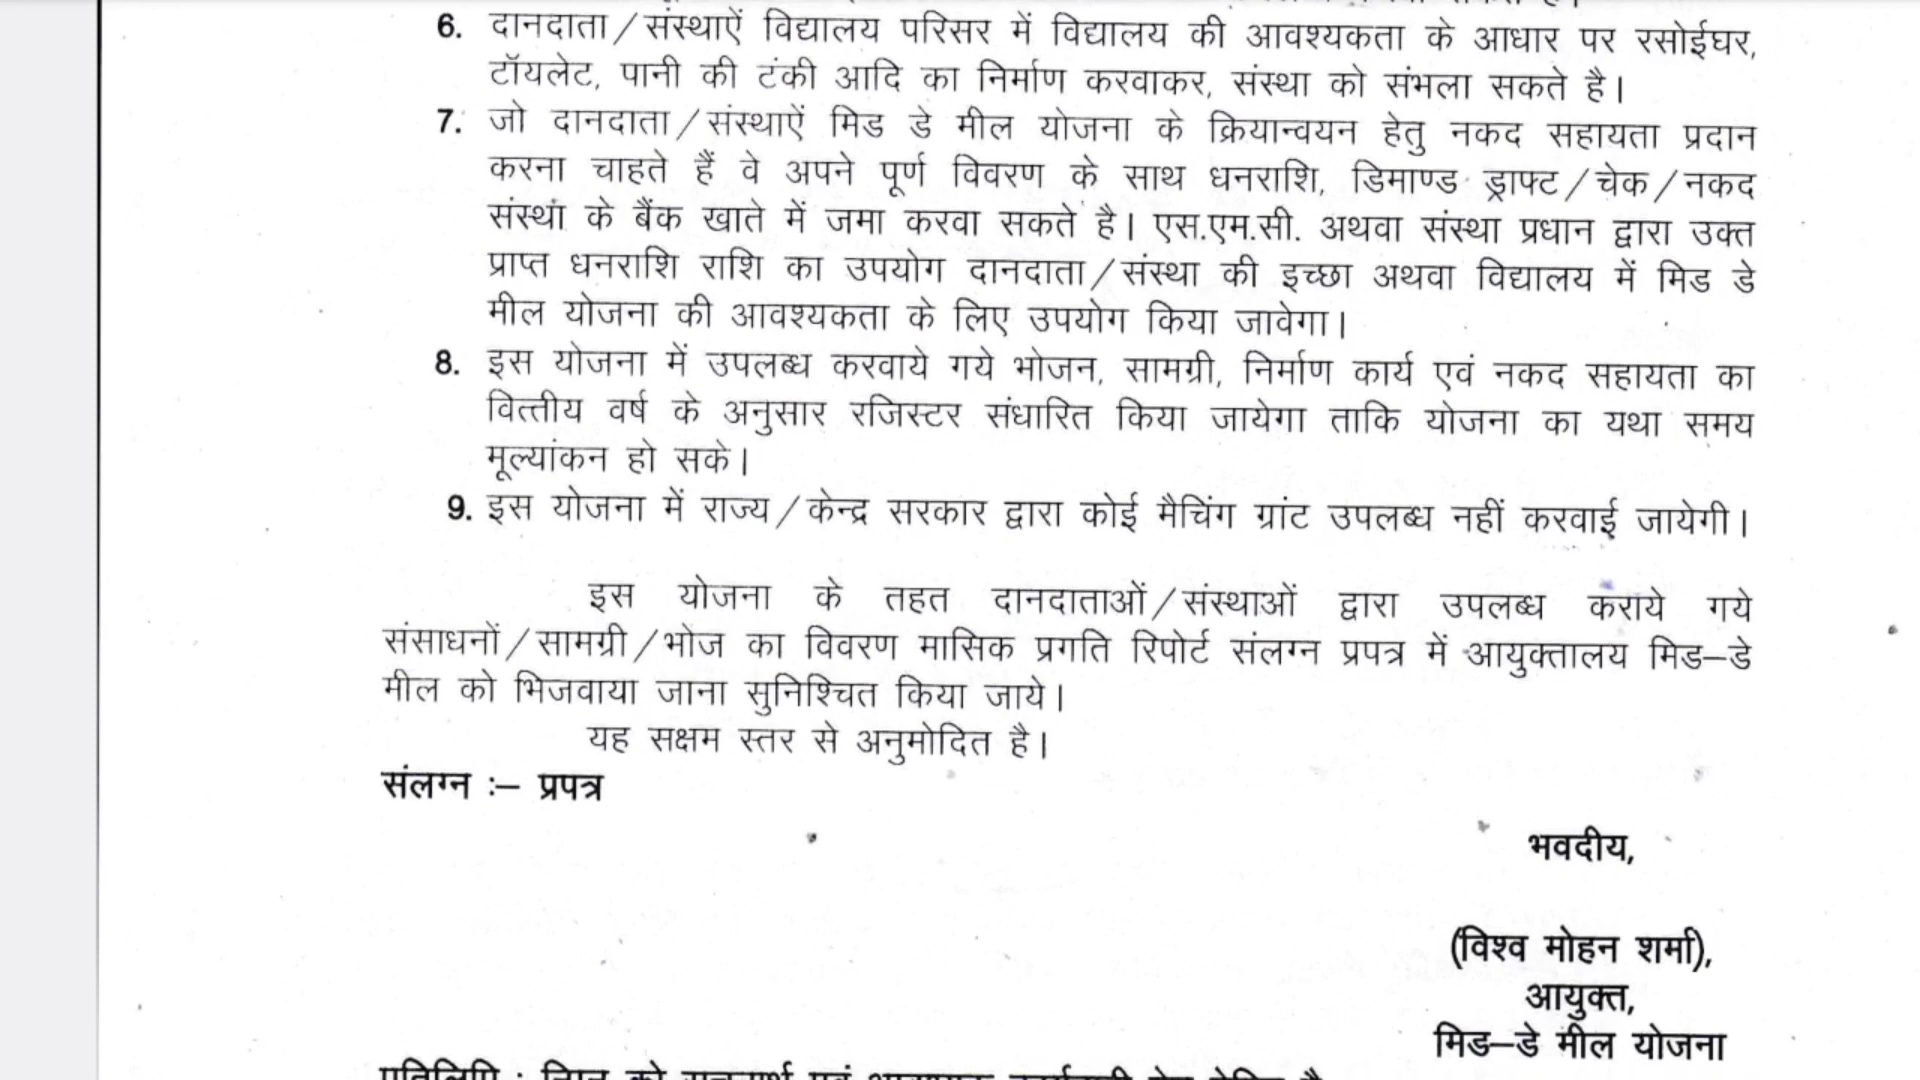 6. दानदाता/संस्थाऐं विद्यालय परिसर में विद्यालय की आवश्यकता के आधार पर रसोईघर,
टॉयलेट, पानी की टंकी आदि का निर्माण करवाकर, संस्था को संभला सकते है।
7. जो दानदाता/संस्थाऐं मिड डे मील योजना के क्रियान्वयन हेतु नकद सहायता प्रदान
करना चाहते हैं वे अपने पूर्ण विवरण के साथ धनराशि, डिमाण्ड ड्राफ्ट/चेक/नकद
संस्था के बैंक खाते में जमा करवा सकते है। एस.एम.सी. अथवा संस्था प्रधान द्वारा उक्त
प्राप्त धनराशि राशि का उपयोग दानदाता/संस्था की इच्छा अथवा विद्यालय में मिड डे
मील योजना की आवश्यकता के लिए उपयोग किया जावेगा।
8. इस योजना में उपलब्ध करवाये गये भोजन, सामग्री, निर्माण कार्य एवं नकद सहायता का
वित्तीय वर्ष के अनुसार रजिस्टर संधारित किया जायेगा ताकि योजना का यथा समय
मूल्यांकन हो सके।
9. इस योजना में राज्य/केन्द्र सरकार द्वारा कोई मैचिंग ग्रांट उपलब्ध नहीं करवाई जायेगी।
इस योजना के तहत दानदाताओं/संस्थाओं द्वारा उपलब्ध कराये गये
संसाधनों/सामग्री/भोज का विवरण मासिक प्रगति रिपोर्ट संलग्न प्रपत्र में आयुक्तालय मिड–डे
मील को भिजवाया जाना सुनिश्चित किया जाये।
यह सक्षम स्तर से अनुमोदित है।
संलग्न :– प्रपत्र
भवदीय,
(विश्व मोहन शर्मा),
आयुक्त,
मिड–डे मील योजना